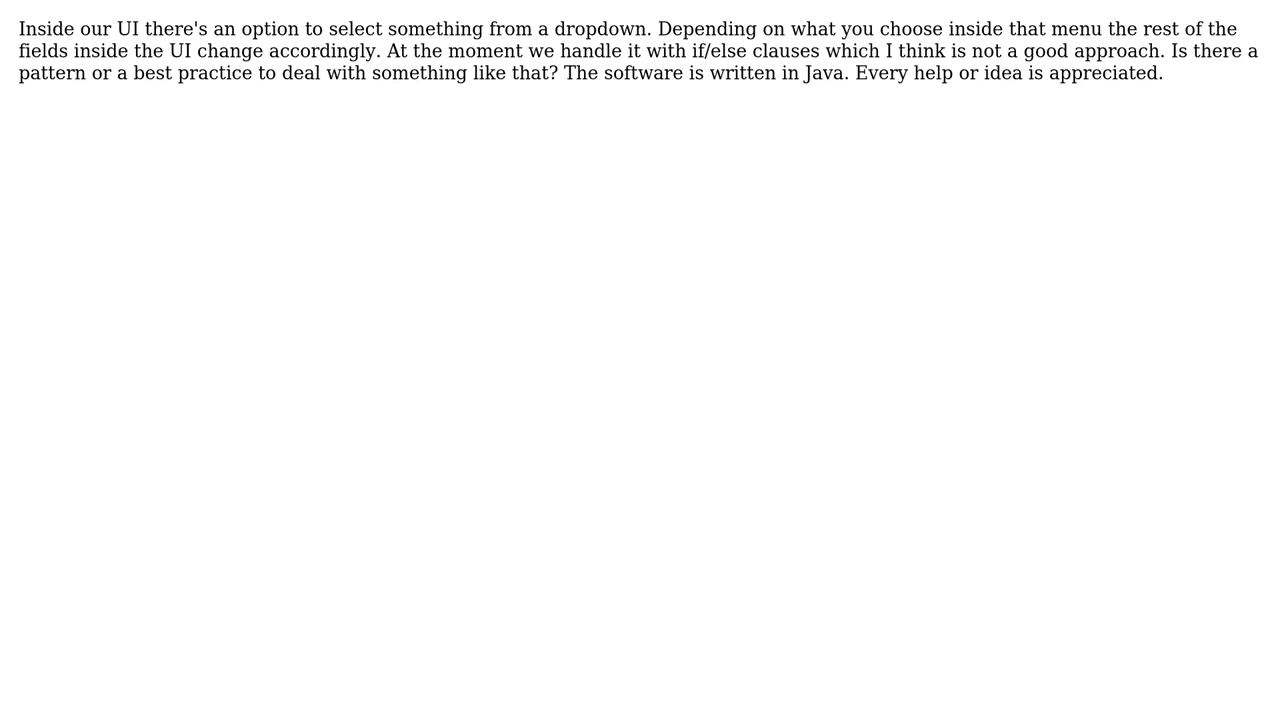 Inside our UI there's an option to select something from a dropdown. Depending on what you choose inside that menu the rest of the
fields inside the UI change accordingly. At the moment we handle it with if/else clauses which I think is not a good approach. Is there a
pattern or a best practice to deal with something like that? The software is written in Java. Every help or idea is appreciated.